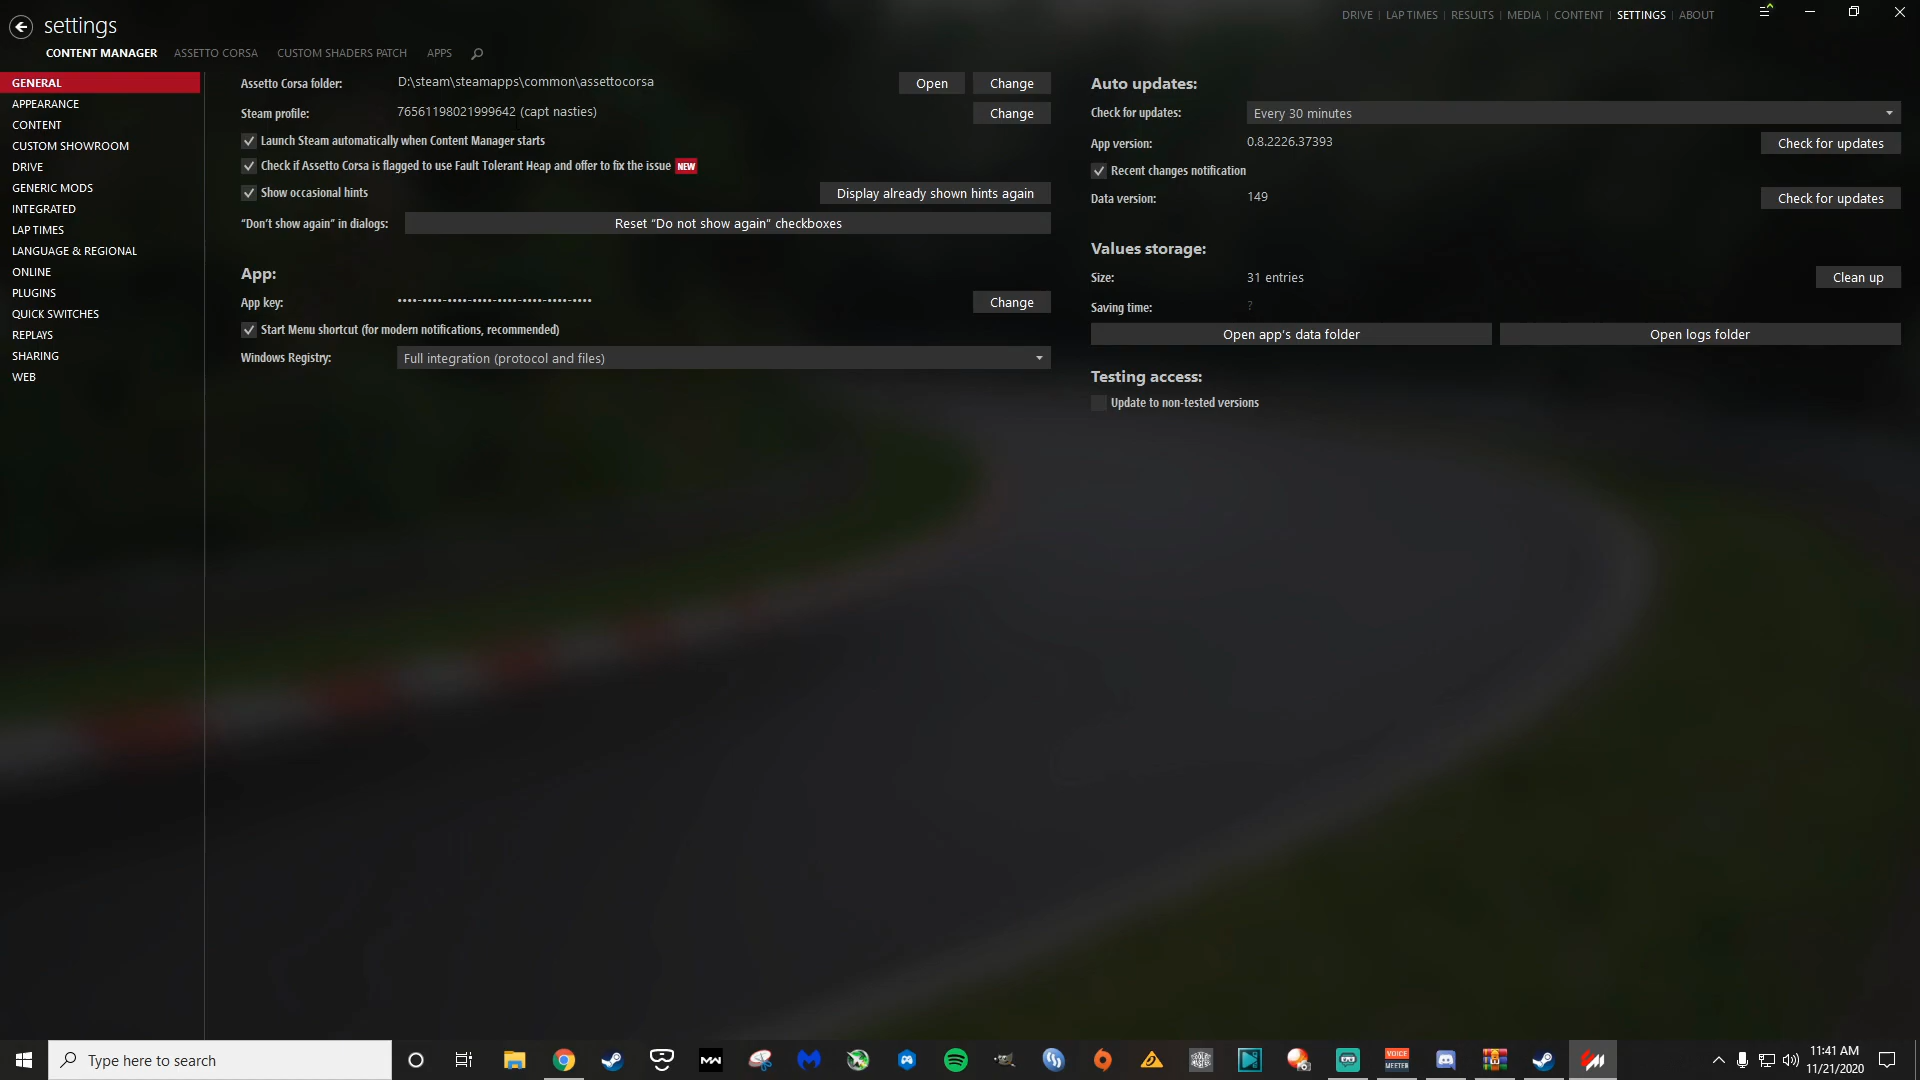 settings
DRIVE | LAP TIMES | RESULTS | MEDIA | CONTENT | SETTINGS | ABOUT
CONTENT MANAGER ASSETTO CORSA CUSTOM SHADERS PATCH APPS
GENERAL
APPEARANCE
CONTENT
CUSTOM SHOWROOM
DRIVE
GENERIC MODS
INTEGRATED
LAP TIMES
LANGUAGE & REGIONAL
ONLINE
PLUGINS
QUICK SWITCHES
REPLAYS
SHARING
WEB
Assetto Corsa folder: D:\steam\steamapps\common\assettocorsa Open Change
Steam profile: 76561198021999642 (capt nasties) Change
Launch Steam automatically when Content Manager starts
Check if Assetto Corsa is flagged to use Fault Tolerant Heap and offer to fix the issue NEW
Show occasional hints Display already shown hints again
“Don't show again” in dialogs: Reset “Do not show again” checkboxes
App:
App key: ••••-••••-••••-••••-••••-••••-••••-•••• Change
Start Menu shortcut (for modern notifications, recommended)
Windows Registry: Full integration (protocol and files)
Auto updates:
Check for updates: Every 30 minutes
App version: 0.8.2226.37393 Check for updates
Recent changes notification
Data version: 149 Check for updates
Values storage:
Size: 31 entries Clean up
Saving time: ?
Open app's data folder Open logs folder
Testing access:
Update to non-tested versions
Type here to search
VOICE
MEETER
11:41 AM
11/21/2020